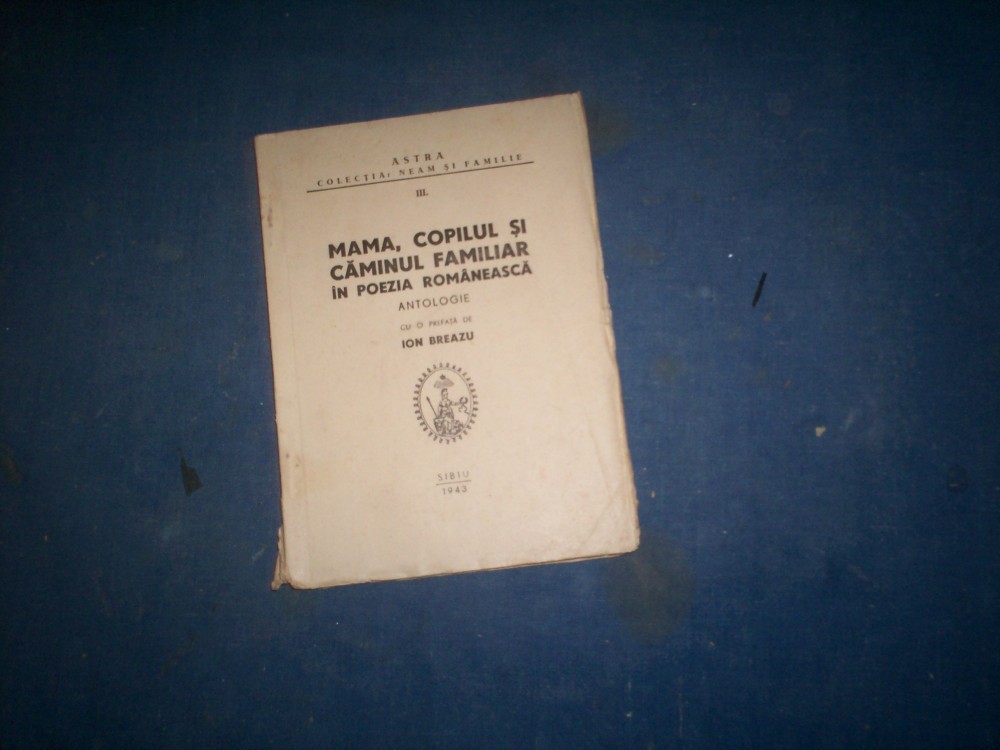 ASTRA
COLECȚIA: NEAM ȘI FAMILIE
III.
MAMA, COPILUL ȘI
CĂMINUL FAMILIAR
ÎN POEZIA ROMÂNEASCĂ
ANTOLOGIE
CU O PREFAȚĂ DE
ION BREAZU
SIBIU
1943